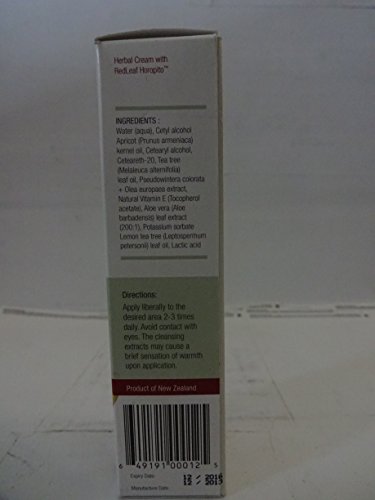 Herbal Cream with
RedLeaf Horopito™
INGREDIENTS :
Water (aqua), Cetyl alcohol
Apricot (Prunus armeniaca)
kernel oil, Cetearyl alcohol,
Ceteareth-20, Tea tree
(Melaleuca alternifolia)
leaf oil, Pseudowintera colorata
+ Olea europaea extract,
Natural Vitamin E (Tocopherol
acetate), Aloe vera (Aloe
barbadensis) leaf extract
(200:1), Potassium sorbate
Lemon tea tree (Leptospermum
petersonii) leaf oil, Lactic acid
Directions:
Apply liberally to the
desired area 2-3 times
daily. Avoid contact with
eyes. The cleansing
extracts may cause a
brief sensation of warmth
upon application.
Product of New Zealand
6 49191 00012 5
Expiry Date:
Manufacture Date: